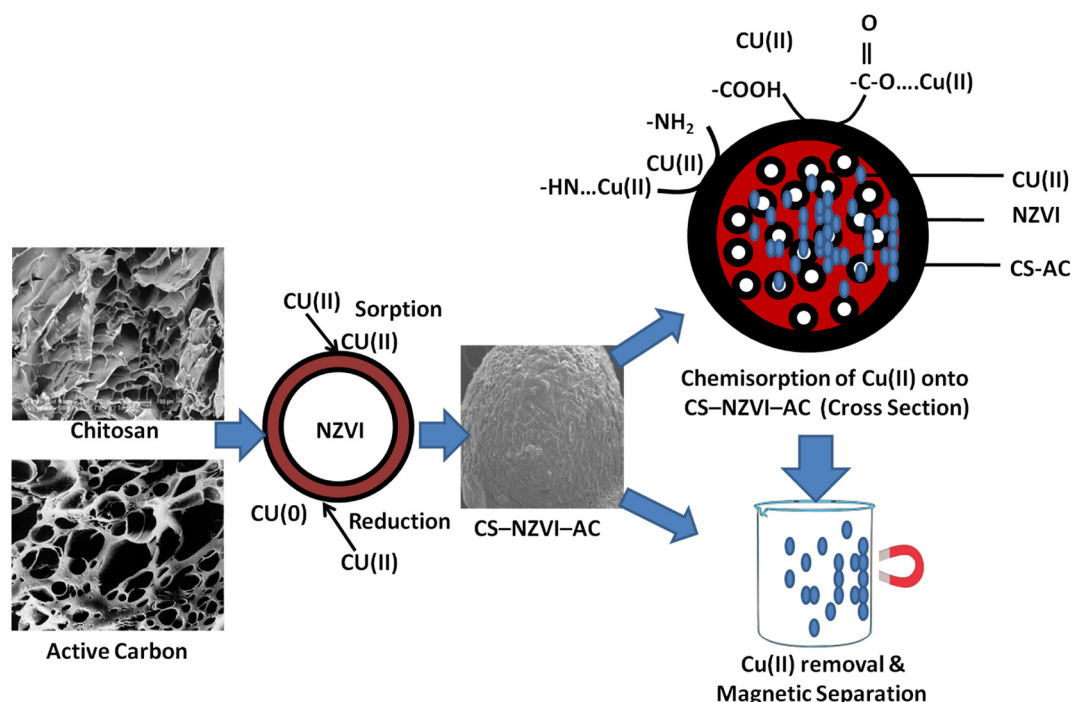 Chitosan
Active Carbon
CU(II)
Sorption
CU(II)
NZVI
CU(0)
Reduction
CU(II)
CS–NZVI–AC
CU(II)
O
||
-C-O....Cu(II)
-COOH
-NH₂
CU(II)
-HN...Cu(II)
CU(II)
NZVI
CS-AC
Chemisorption of Cu(II) onto
CS–NZVI–AC (Cross Section)
Cu(II) removal &
Magnetic Separation